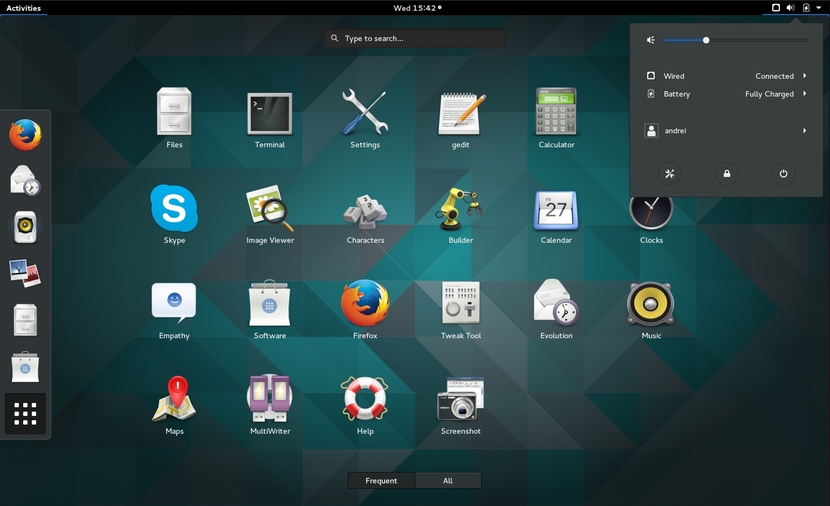 Activities
Wed 15:42
Type to search...
Wired Connected
Battery Fully Charged
andrei
Files Terminal Settings gedit Calculator
Skype Image Viewer Characters Builder Calendar Clocks
FRI
27
S
Empathy Software Firefox Tweak Tool Evolution Music
Maps MultiWriter Help Screenshot
Frequent All